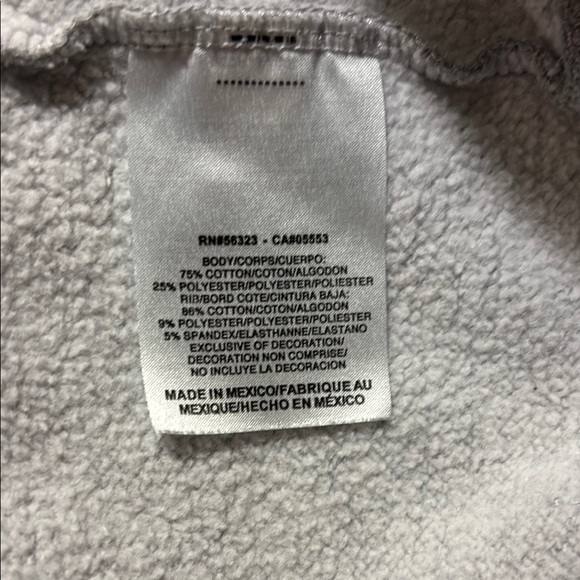 RN#56323 - CA#05553
BODY/CORPS/CUERPO:
75% COTTON/COTON/ALGODON
25% POLYESTER/POLYESTER/POLIESTER
RIB/BORD COTE/CINTURA BAJA:
86% COTTON/COTON/ALGODON
9% POLYESTER/POLYESTER/POLIESTER
5% SPANDEX/ELASTHANNE/ELASTANO
EXCLUSIVE OF DECORATION/
DECORATION NON COMPRISE/
NO INCLUYE LA DECORACION
MADE IN MEXICO/FABRIQUE AU
MEXIQUE/HECHO EN MÉXICO